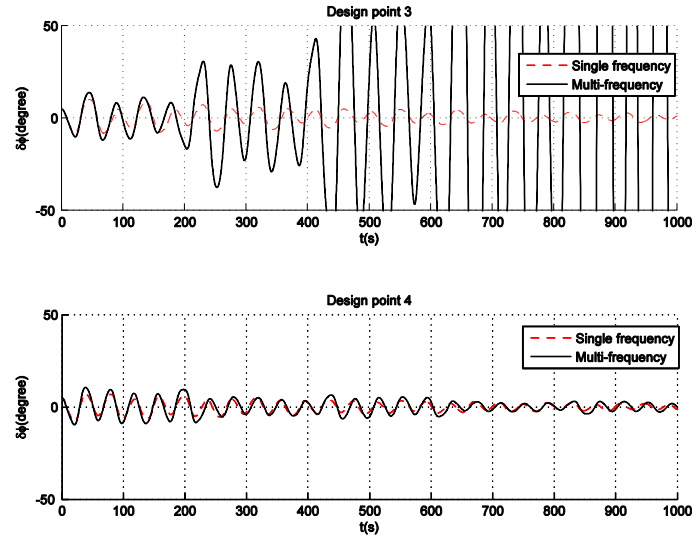 Design point 3
50
0
-50
δϕ(degree)
Single frequency
Multi-frequency
0 100 200 300 400 500 600 700 800 900 1000
t(s)
Design point 4
50
0
-50
δϕ(degree)
Single frequency
Multi-frequency
0 100 200 300 400 500 600 700 800 900 1000
t(s)